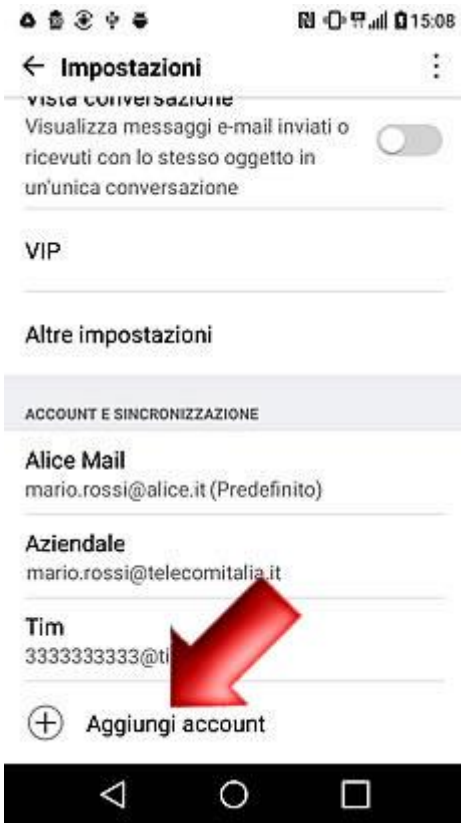 15:08
Impostazioni
Vista conversazione
Visualizza messaggi e-mail inviati o
ricevuti con lo stesso oggetto in
un'unica conversazione
VIP
Altre impostazioni
ACCOUNT E SINCRONIZZAZIONE
Alice Mail
mario.rossi@alice.it (Predefinito)
Aziendale
mario.rossi@telecomitalia.it
Tim
3333333333@ti
Aggiungi account